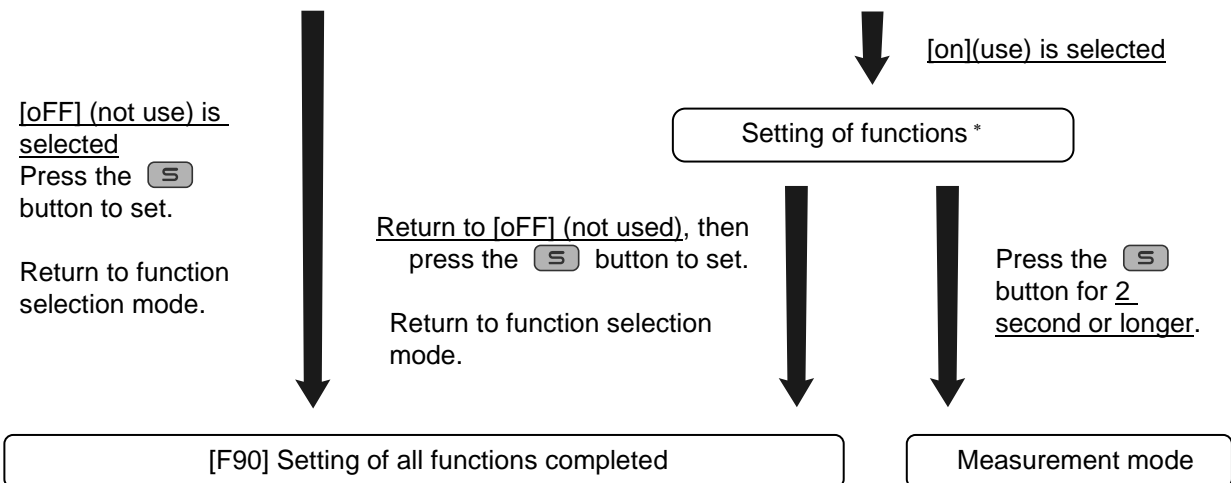 [on](use) is selected
[oFF] (not use) is
selected
Press the S
button to set.
Return to function
selection mode.
Setting of functions *
Return to [oFF] (not used), then
press the S button to set.
Return to function selection
mode.
Press the S
button for 2
second or longer.
[F90] Setting of all functions completed
Measurement mode